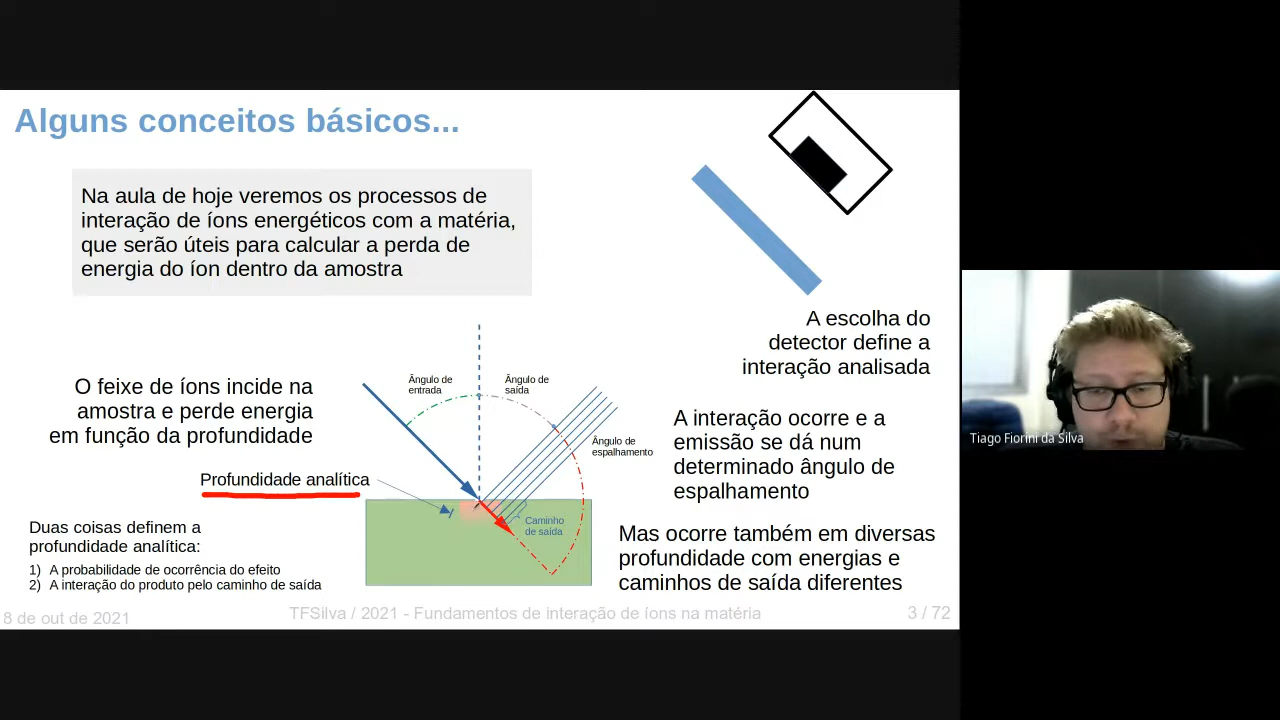 Alguns conceitos básicos...
Na aula de hoje veremos os processos de
interação de íons energéticos com a matéria,
que serão úteis para calcular a perda de
energia do íon dentro da amostra
A escolha do
detector define a
interação analisada
O feixe de íons incide na
amostra e perde energia
em função da profundidade
Ângulo de
entrada
Ângulo de
saída
Ângulo de
espalhamento
A interação ocorre e a
emissão se dá num
determinado ângulo de
espalhamento
Profundidade analítica
Caminho
de saída
Duas coisas definem a
profundidade analítica:
1) A probabilidade de ocorrência do efeito
2) A interação do produto pelo caminho de saída
Mas ocorre também em diversas
profundidade com energias e
caminhos de saída diferentes
8 de out de 2021
TFSilva / 2021 - Fundamentos de interação de íons na matéria
3 / 72
Tiago Fiorini da Silva